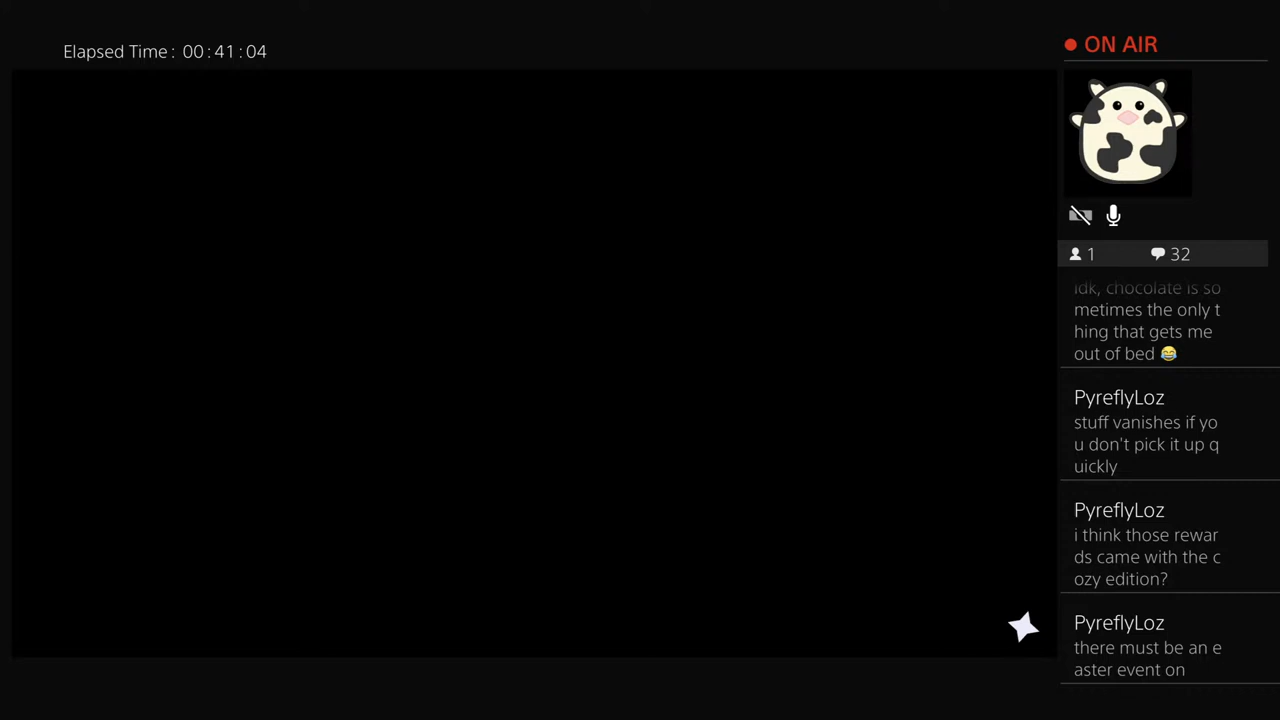 Elapsed Time: 00:41:04
ON AIR
1 32
idk, chocolate is so
metimes the only t
hing that gets me
out of bed 😂
PyreflyLoz
stuff vanishes if yo
u don't pick it up q
uickly
PyreflyLoz
i think those rewar
ds came with the c
ozy edition?
PyreflyLoz
there must be an e
aster event on